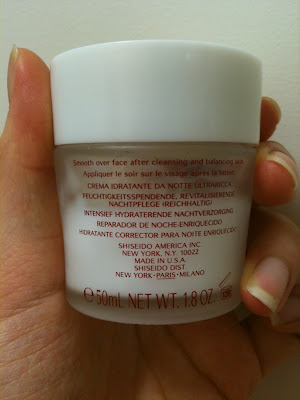 Smooth over face after cleansing and balancing skin.
Appliquer le soir sur le visage après la lotion.
CREMA IDRATANTE DA NOTTE ULTRARICCA
FEUCHTIGKEITSSPENDENDE, REVITALISIERENDE
NACHTPFLEGE (REICHHALTIG)
INTENSIEF HYDRATERENDE NACHTVERZORGING
REPARADOR DE NOCHE-ENRIQUECIDO
HIDRATANTE CORRECTOR PARA NOITE ENRIQUECIDO
SHISEIDO AMERICA INC.
NEW YORK, N.Y. 10022
MADE IN U.S.A.
SHISEIDO DIST.
NEW YORK·PARIS·MILANO
℮ 50mL NET WT. 1.8 OZ.